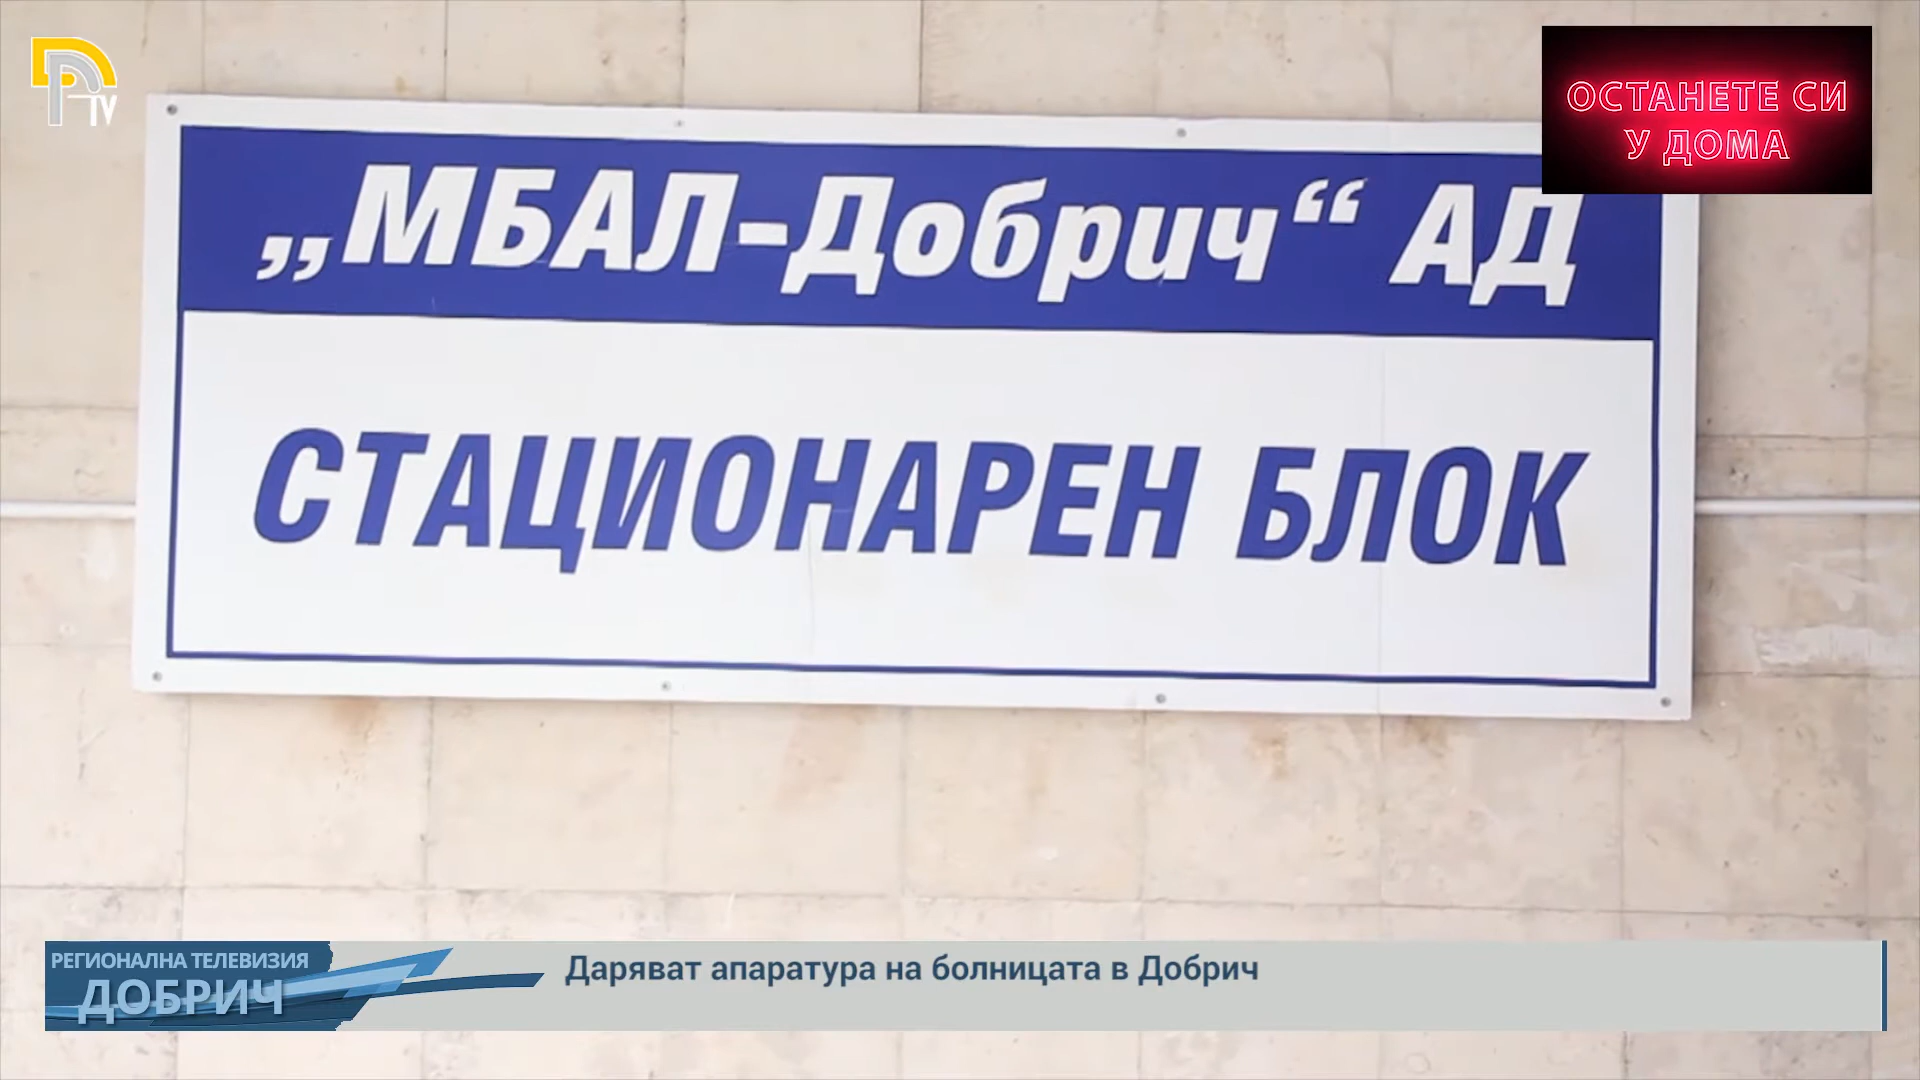 TV
ОСТАНЕТЕ СИ
У ДОМА
„МБАЛ-Добрич“ АД
СТАЦИОНАРЕН БЛОК
РЕГИОНАЛНА ТЕЛЕВИЗИЯ
ДОБРИЧ
Даряват апаратура на болницата в Добрич